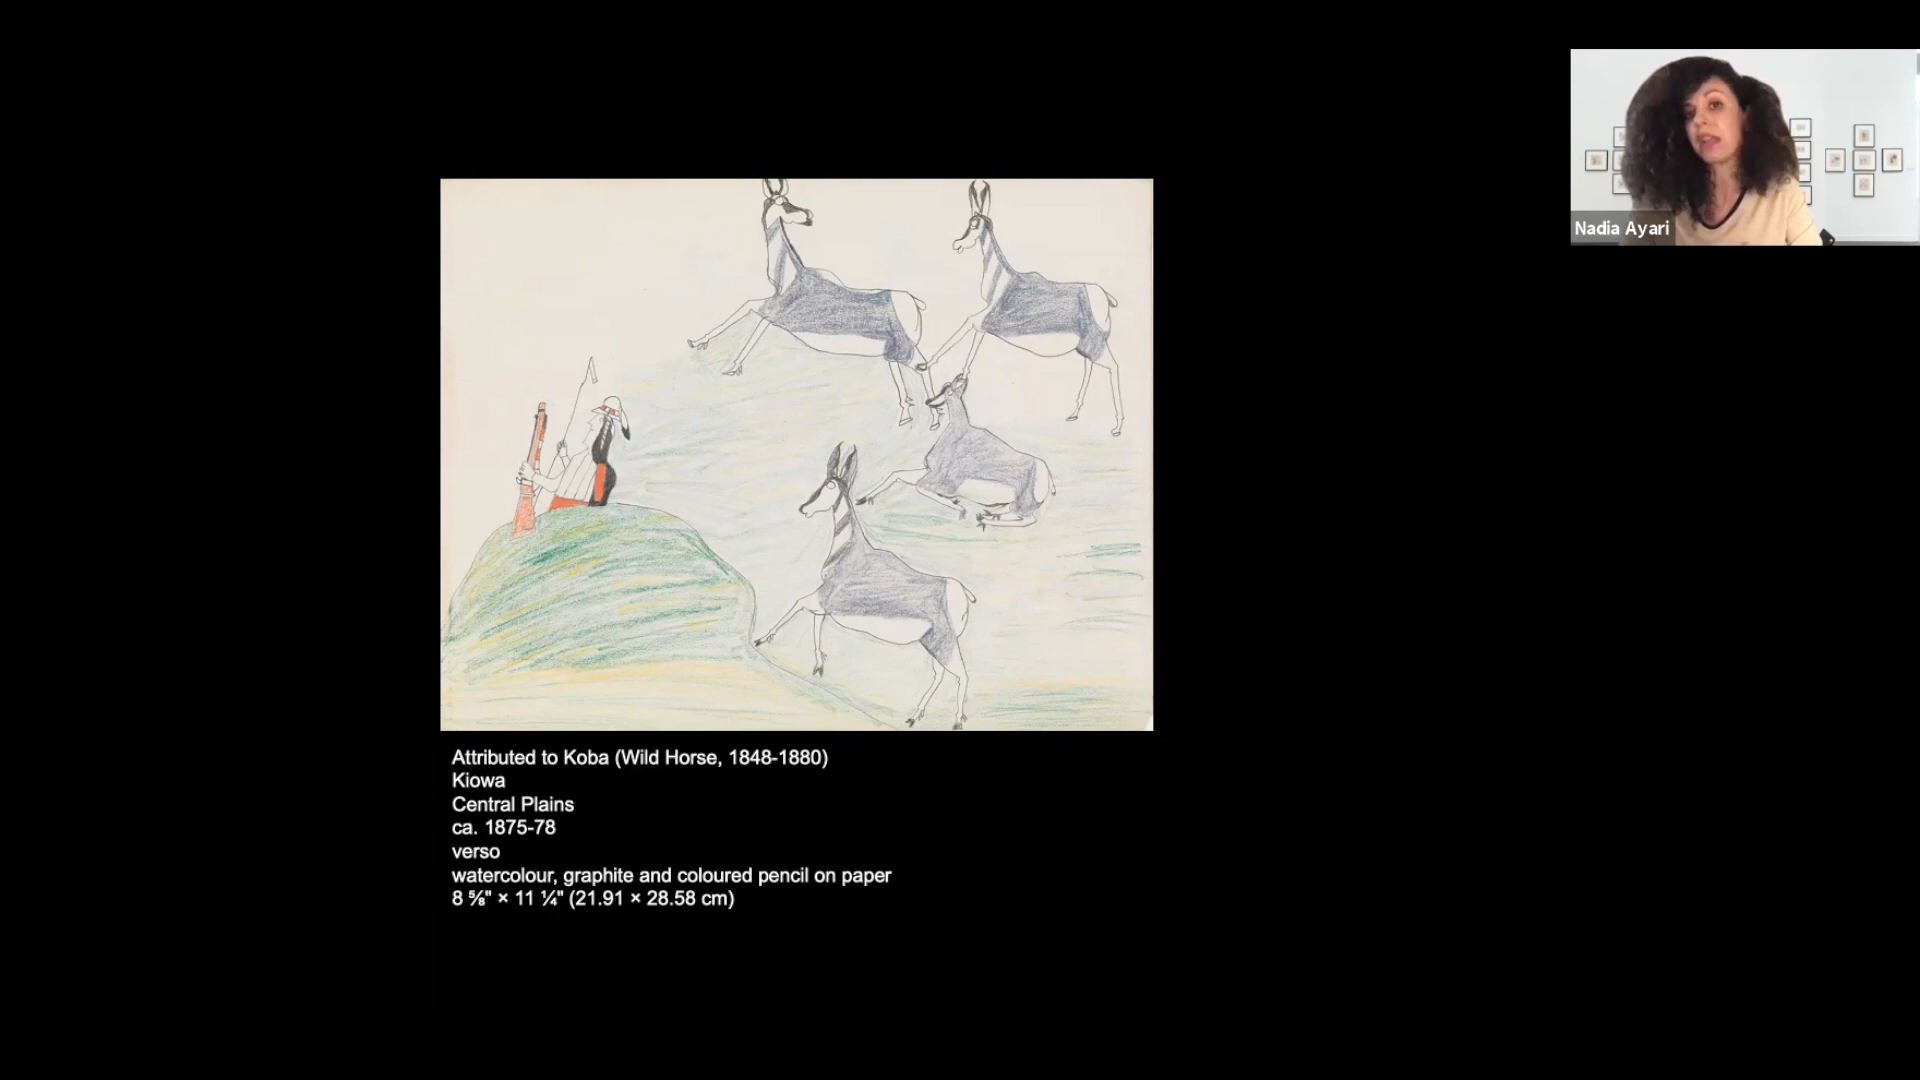 Nadia Ayari
Attributed to Koba (Wild Horse, 1848-1880)
Kiowa
Central Plains
ca. 1875-78
verso
watercolour, graphite and coloured pencil on paper
8 ⅝" × 11 ¼" (21.91 × 28.58 cm)